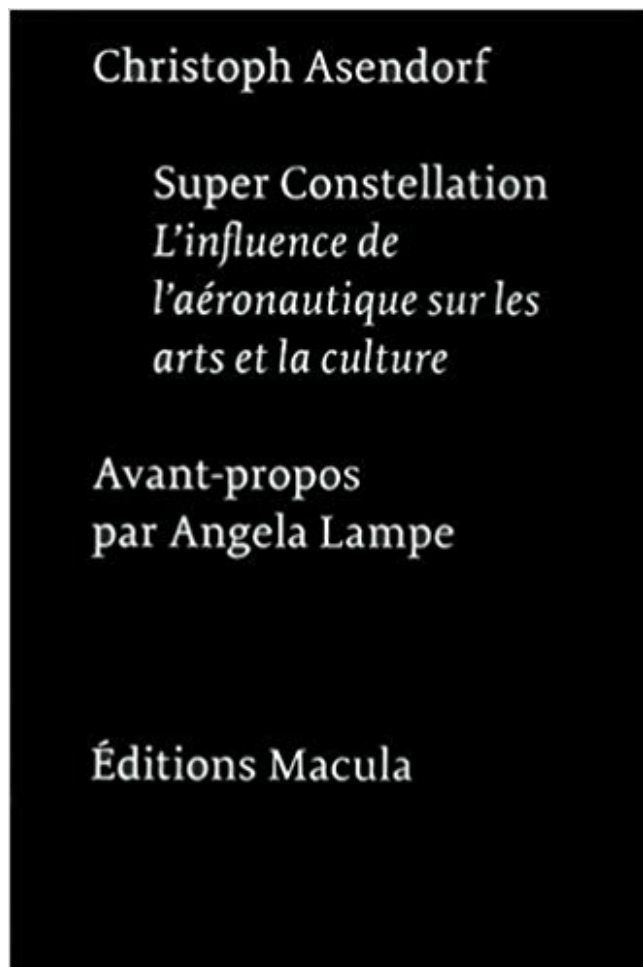 Christoph Asendorf
Super Constellation
L'influence de
l'aéronautique sur les
arts et la culture
Avant-propos
par Angela Lampe
Éditions Macula